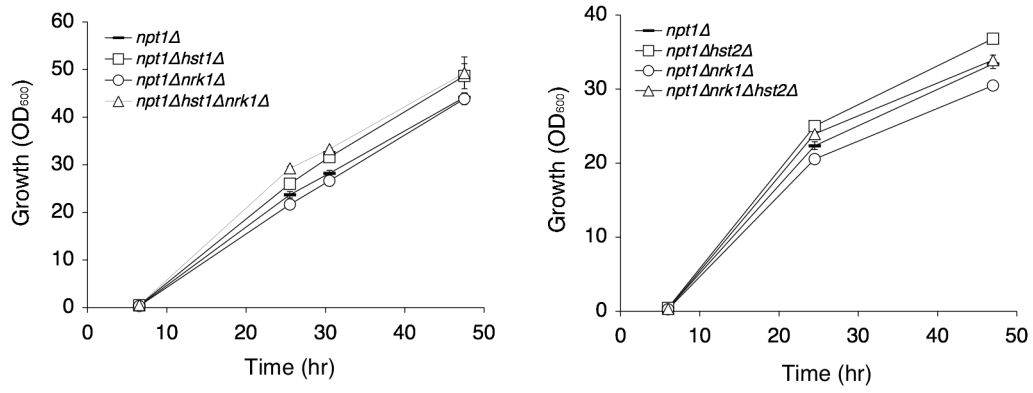 60
50
40
30
20
10
0
Growth (OD600)
npt1Δ
npt1Δhst1Δ
npt1Δnrk1Δ
npt1Δhst1Δnrk1Δ
0 10 20 30 40 50
Time (hr)
40
30
20
10
0
Growth (OD600)
npt1Δ
npt1Δhst2Δ
npt1Δnrk1Δ
npt1Δnrk1Δhst2Δ
0 10 20 30 40 50
Time (hr)